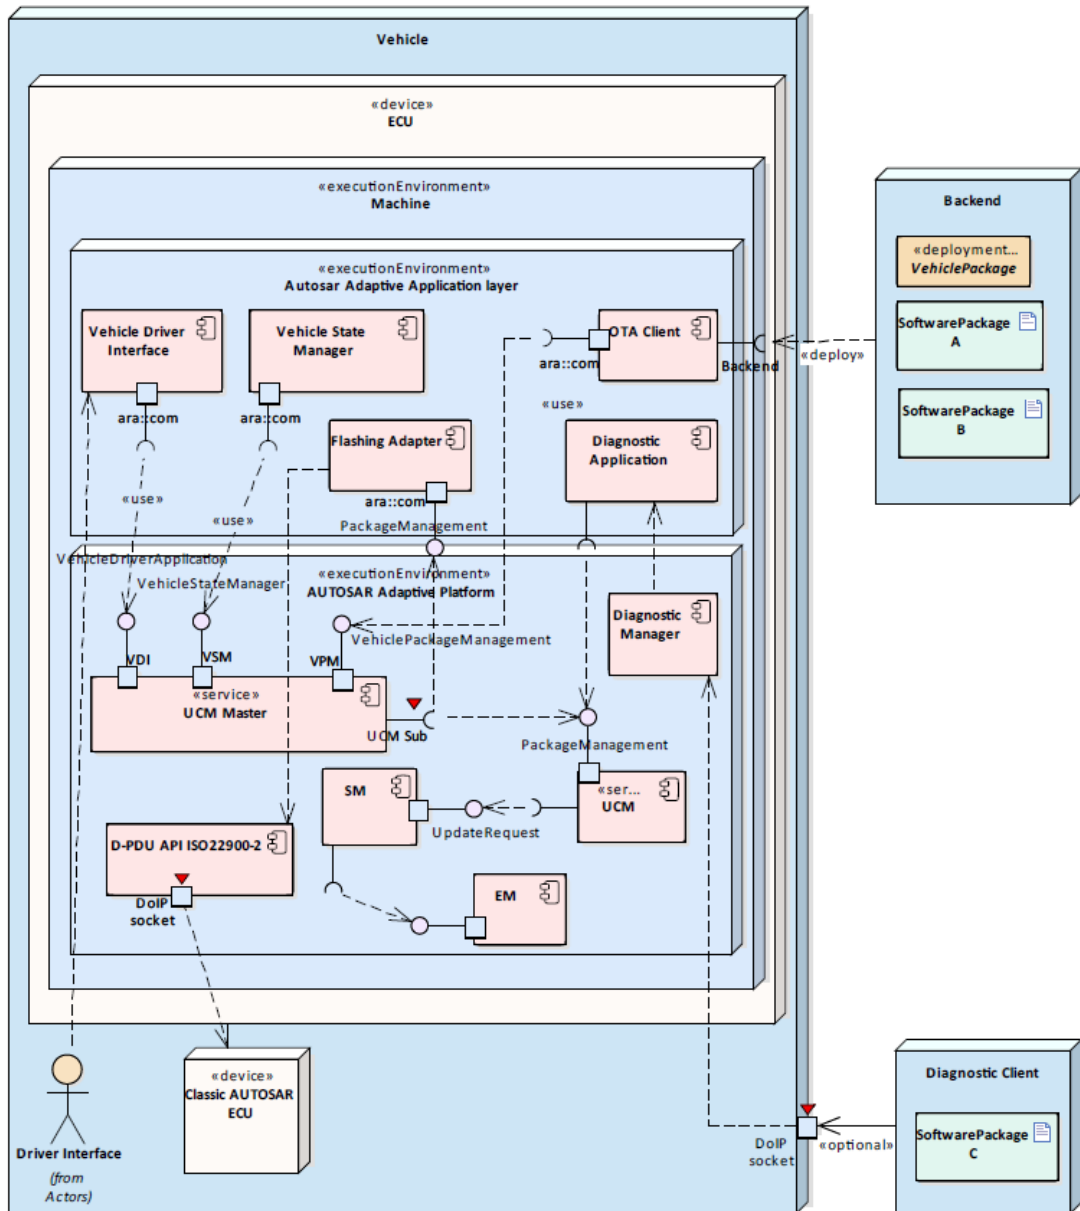 Vehicle
«device»
ECU
«executionEnvironment»
Machine
«executionEnvironment»
Autosar Adaptive Application layer
Vehicle Driver
Interface
ara::com
«use»
VehicleDriverApplication
Vehicle State
Manager
ara::com
«use»
VehicleStateManager
OTA Client
ara::com
Backend
«deploy»
«use»
Flashing Adapter
ara::com
PackageManagement
Diagnostic
Application
«executionEnvironment»
AUTOSAR Adaptive Platform
Diagnostic
Manager
VehiclePackageManagement
VDI
VSM
VPM
«service»
UCM Master
UCM Sub
PackageManagement
«ser...
UCM
SM
UpdateRequest
EM
D-PDU API ISO22900-2
DoIP
socket
«device»
Classic AUTOSAR
ECU
Driver Interface
(from
Actors)
Backend
«deployment...
VehiclePackage
SoftwarePackage
A
SoftwarePackage
B
Diagnostic Client
SoftwarePackage
C
DoIP
socket
«optional»